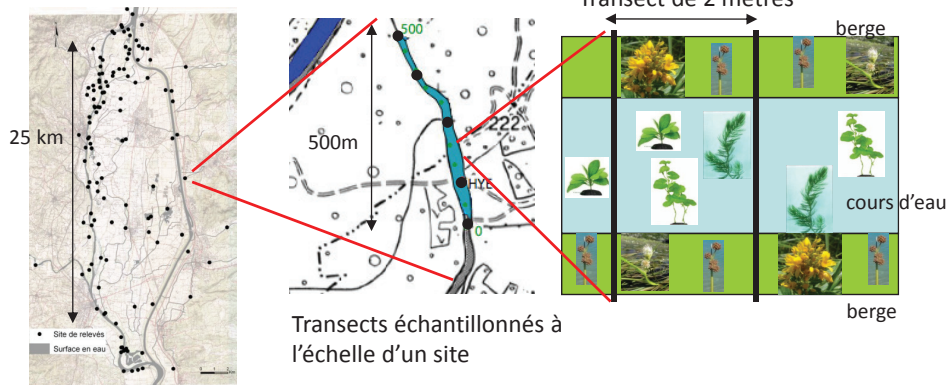 Transect de 2 mètres
berge
25 km
500
500m
222
HYE
0
cours d'eau
berge
Site de relevés
Surface en eau
Transects échantillonnés à
l'échelle d'un site